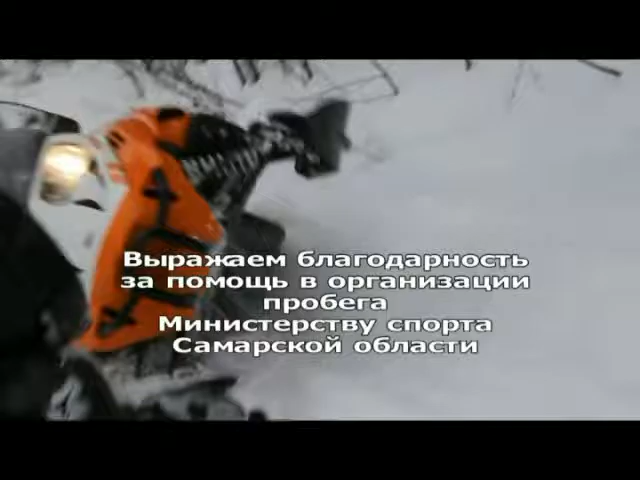 Выражаем благодарность
за помощь в организации
пробега
Министерству спорта
Самарской области